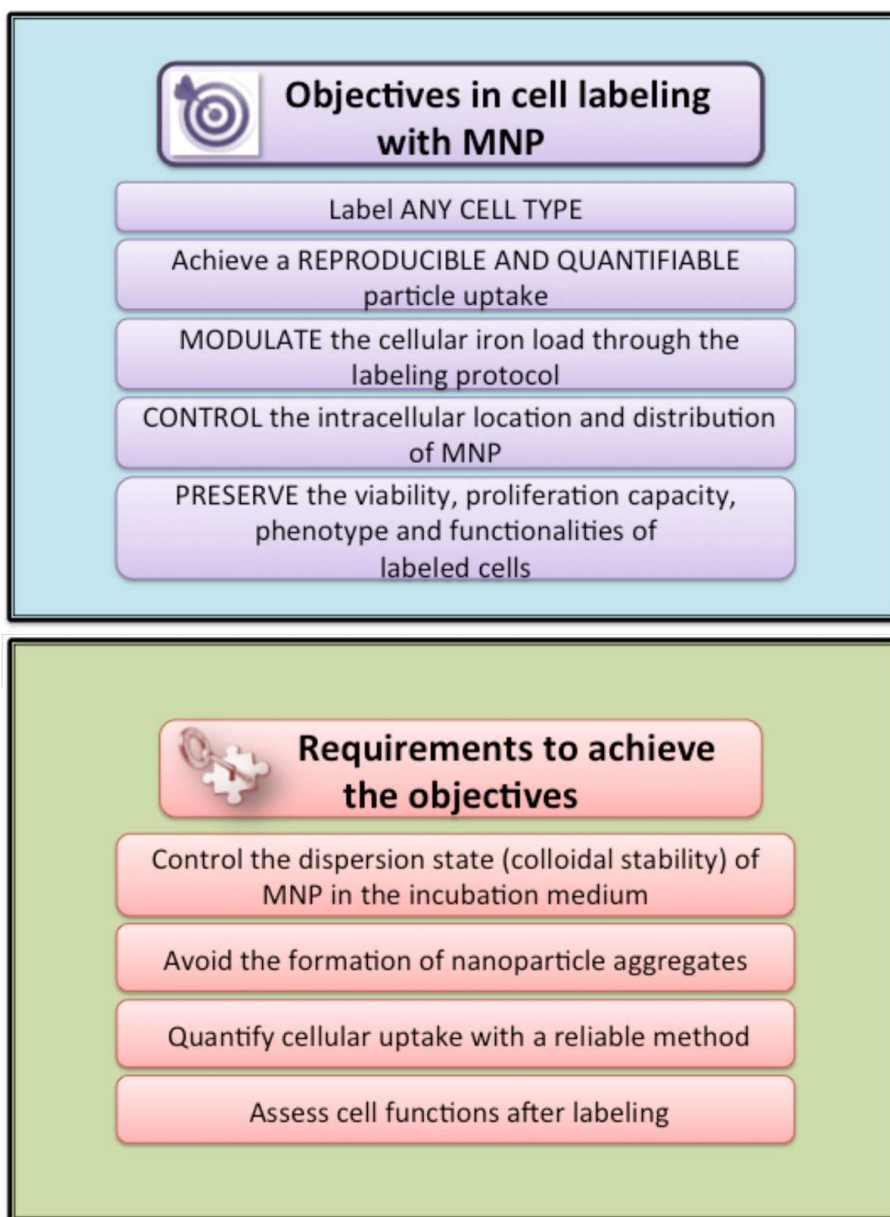 Objectives in cell labeling
with MNP
Label ANY CELL TYPE
Achieve a REPRODUCIBLE AND QUANTIFIABLE
particle uptake
MODULATE the cellular iron load through the
labeling protocol
CONTROL the intracellular location and distribution
of MNP
PRESERVE the viability, proliferation capacity,
phenotype and functionalities of
labeled cells
Requirements to achieve
the objectives
Control the dispersion state (colloidal stability) of
MNP in the incubation medium
Avoid the formation of nanoparticle aggregates
Quantify cellular uptake with a reliable method
Assess cell functions after labeling